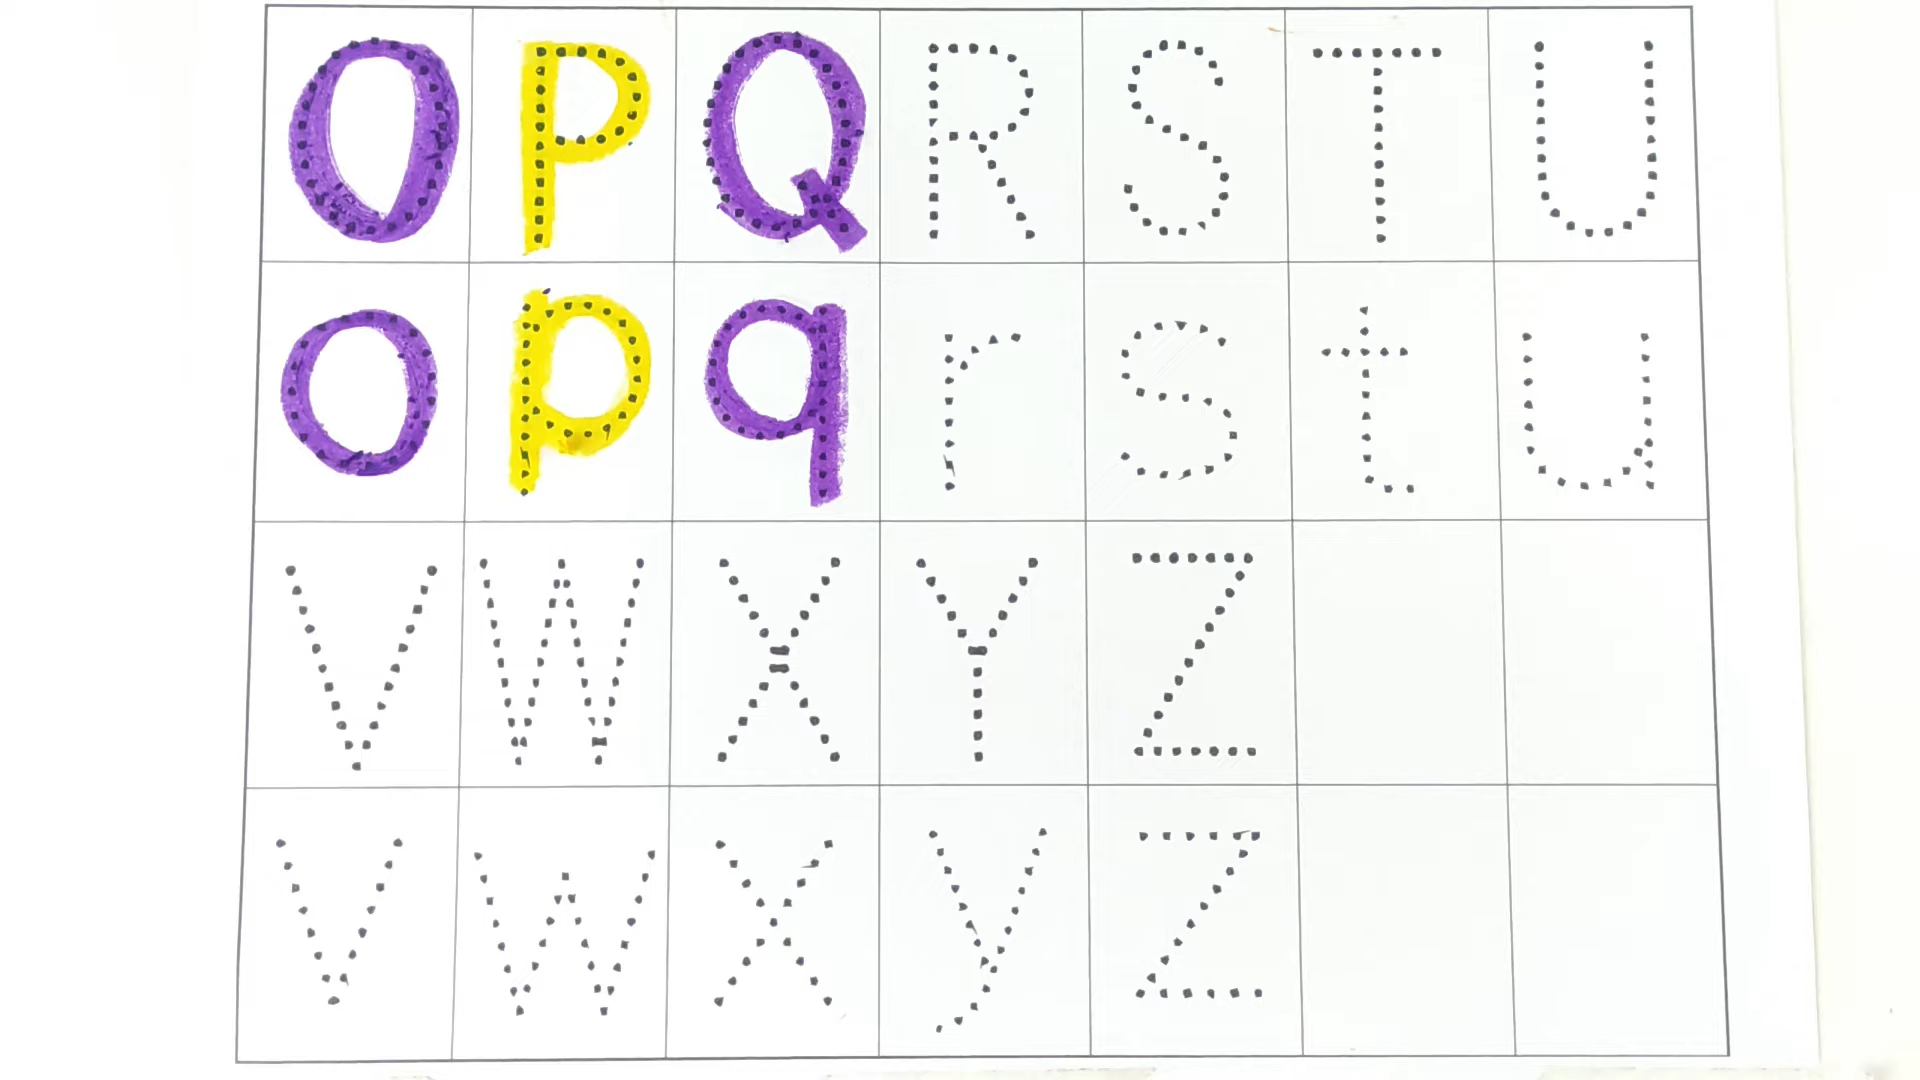 O P Q R S T U
o p q r s t u
V W X Y Z
v w x y z